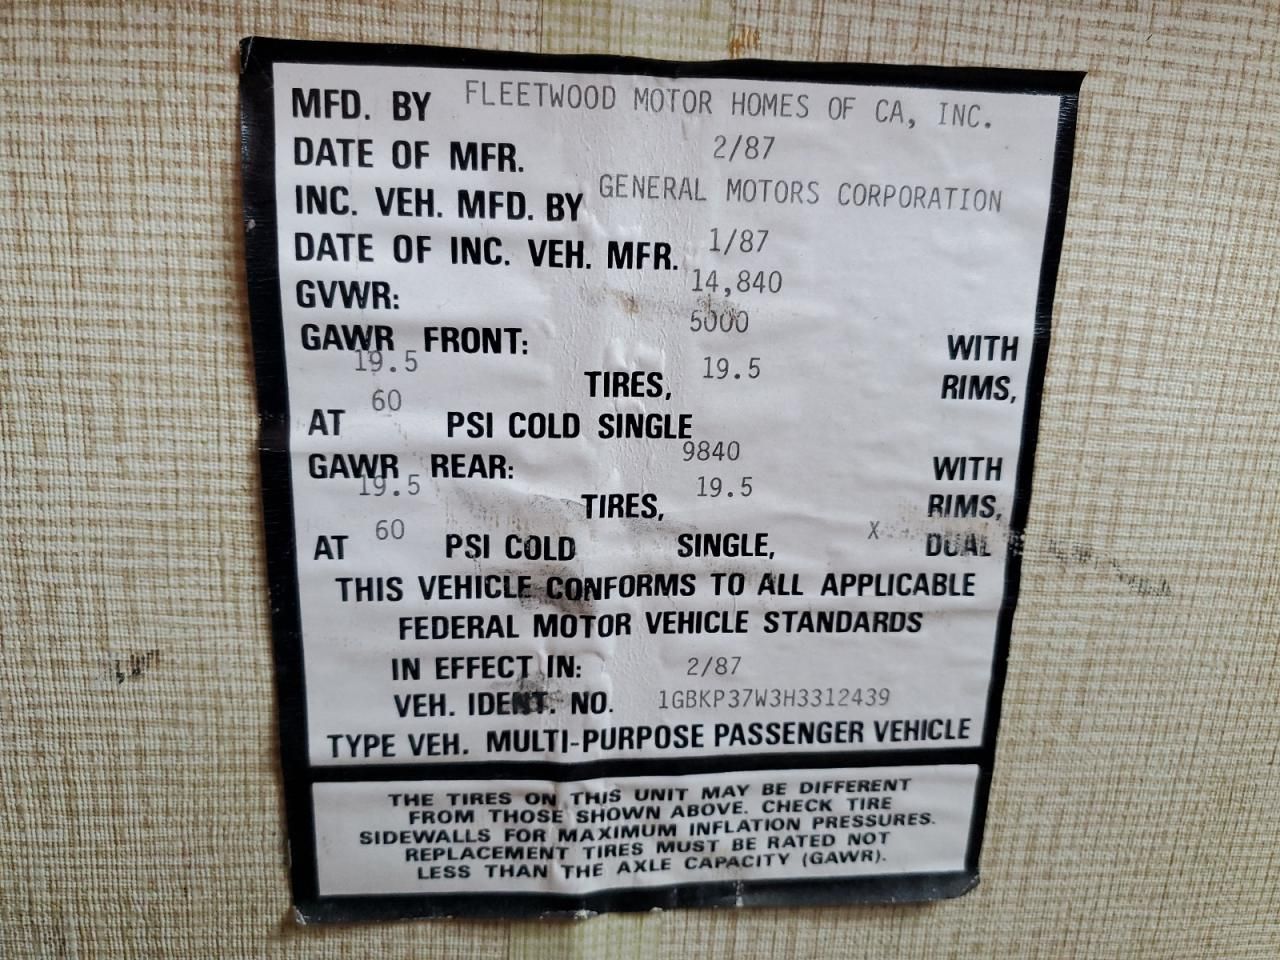 MFD. BY FLEETWOOD MOTOR HOMES OF CA, INC.
DATE OF MFR. 2/87
INC. VEH. MFD. BY GENERAL MOTORS CORPORATION
DATE OF INC. VEH. MFR. 1/87
GVWR: 14,840
GAWR FRONT: 5000 WITH
19.5 TIRES, 19.5 RIMS,
AT 60 PSI COLD SINGLE
GAWR REAR: 9840 WITH
19.5 TIRES, 19.5 RIMS,
AT 60 PSI COLD SINGLE, X DUAL
THIS VEHICLE CONFORMS TO ALL APPLICABLE
FEDERAL MOTOR VEHICLE STANDARDS
IN EFFECT IN: 2/87
VEH. IDENT. NO. 1GBKP37W3H3312439
TYPE VEH. MULTI-PURPOSE PASSENGER VEHICLE
THE TIRES ON THIS UNIT MAY BE DIFFERENT
FROM THOSE SHOWN ABOVE. CHECK TIRE
SIDEWALLS FOR MAXIMUM INFLATION PRESSURES.
REPLACEMENT TIRES MUST BE RATED NOT
LESS THAN THE AXLE CAPACITY (GAWR).